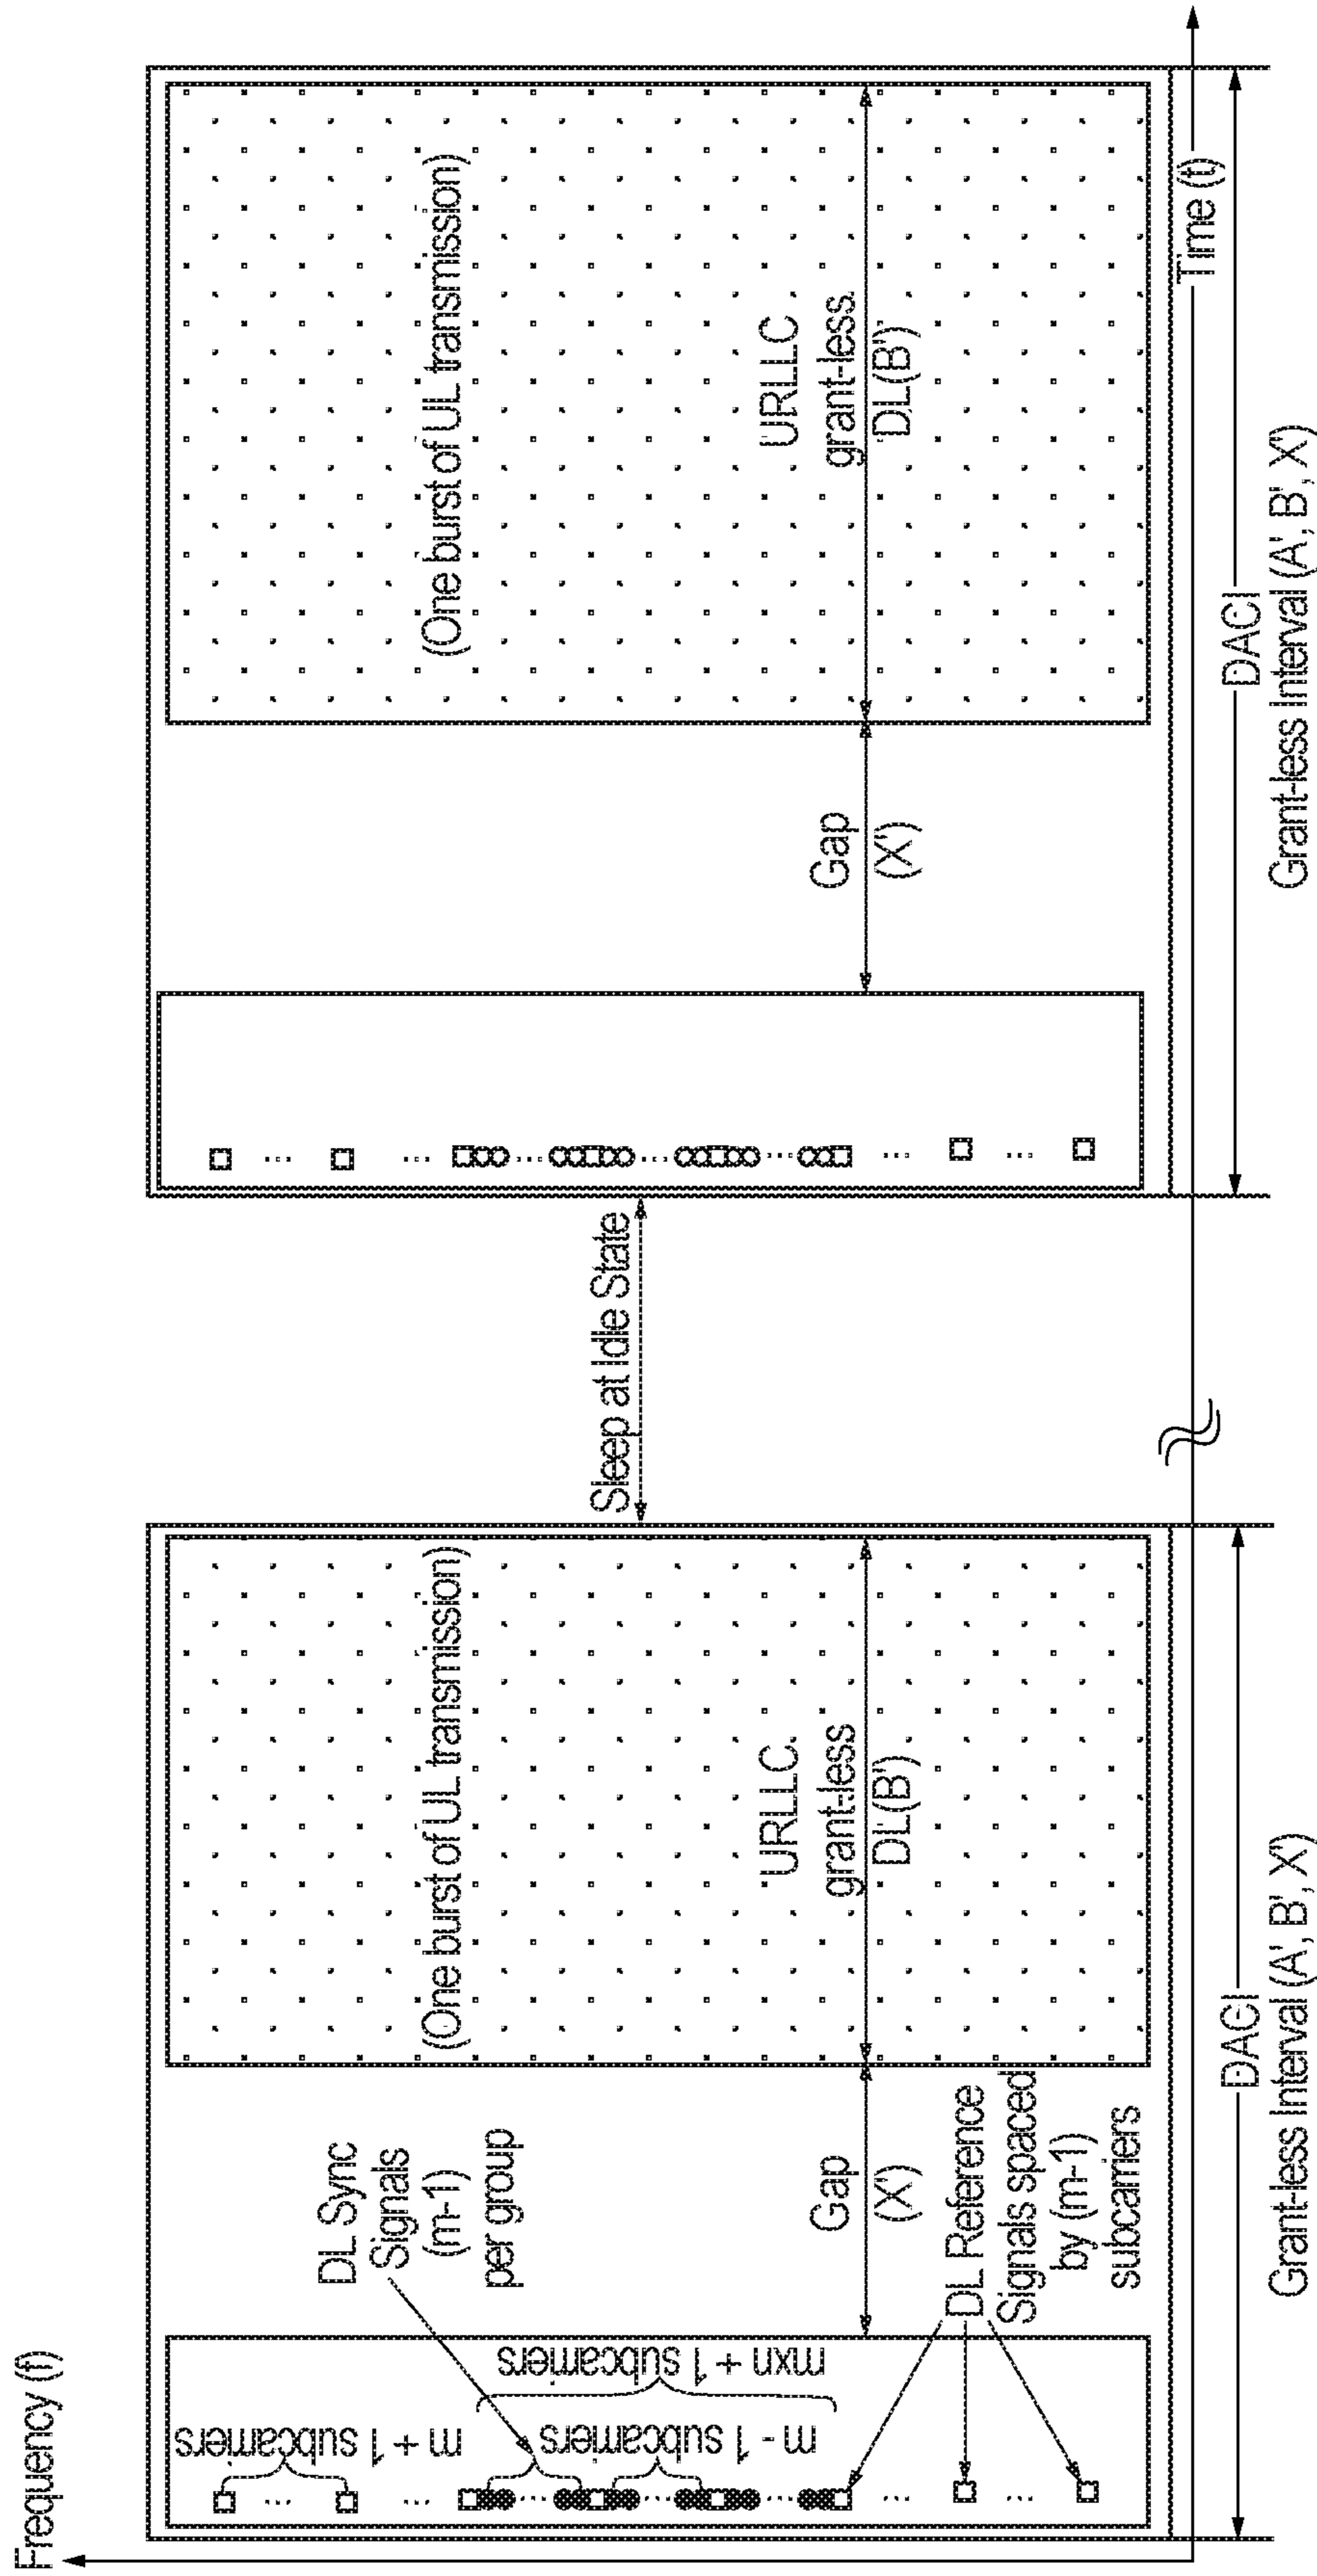 Frequency (f)
m + 1 subcarriers
m - 1 subcarriers
mxn + 1 subcarriers
DL Sync
Signals
(m-1)
per group
Gap
(X')
DL Reference
Signals spaced
by (m-1)
subcarriers
(One burst of UL transmission)
URLLC
grant-less
DL(B')
DACI
Grant-less Interval (A', B', X')
Sleep at Idle State
Gap
(X')
(One burst of UL transmission)
URLLC
grant-less
DL(B')
Time (t)
DACI
Grant-less Interval (A', B', X')